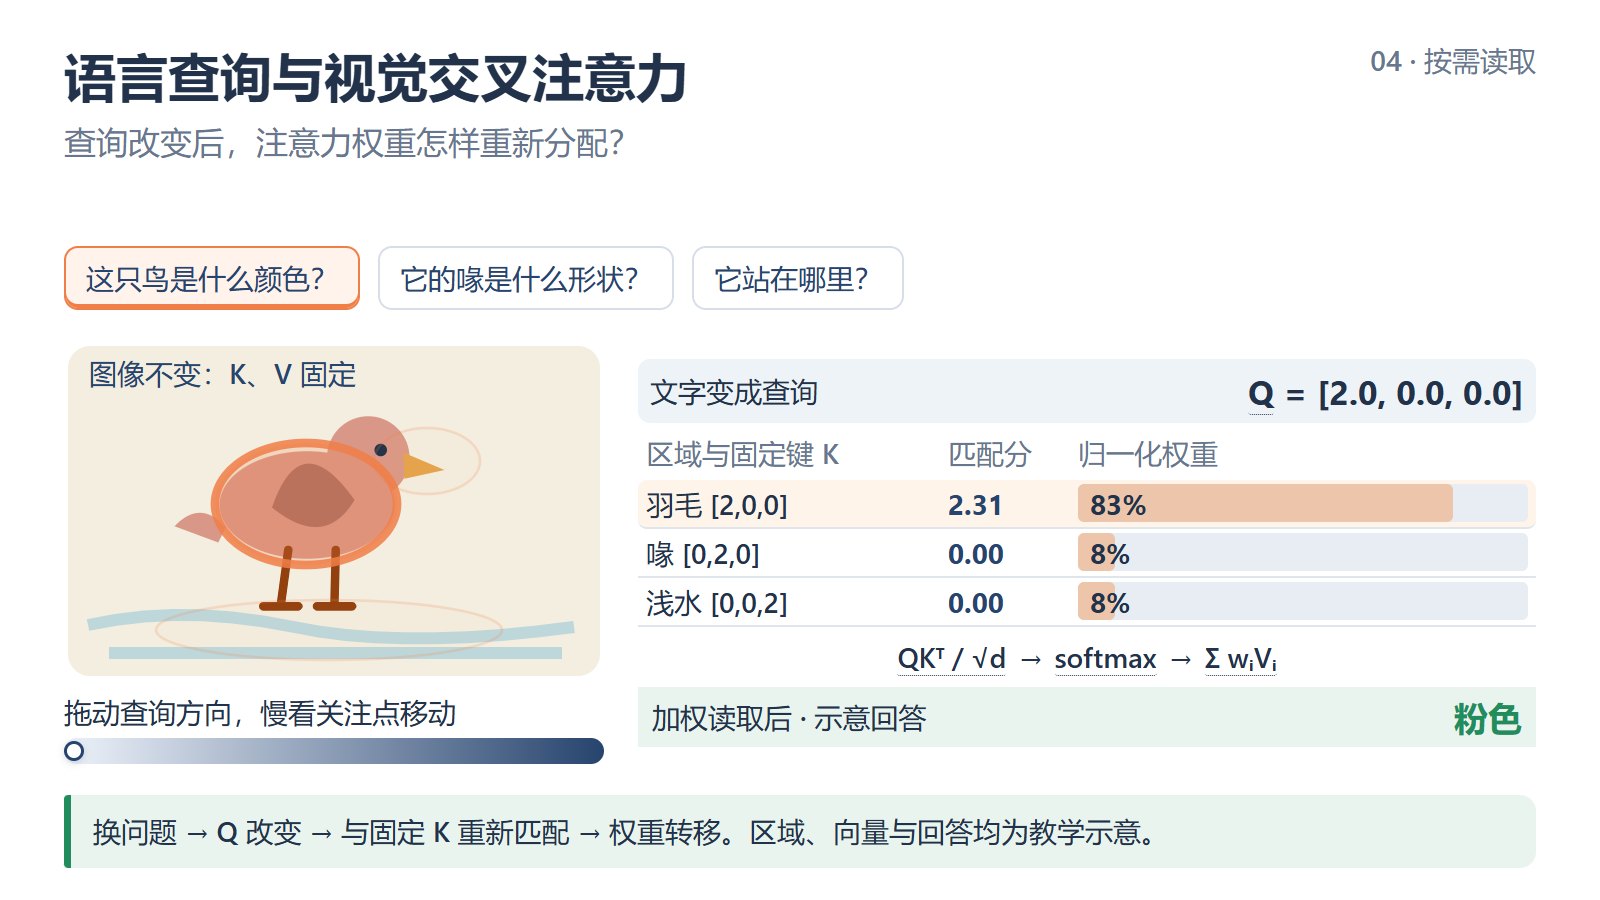 语言查询与视觉交叉注意力
04 · 按需读取
查询改变后，注意力权重怎样重新分配？
这只鸟是什么颜色？
它的喙是什么形状？
它站在哪里？
图像不变：K、V 固定
文字变成查询
Q = [2.0, 0.0, 0.0]
区域与固定键 K 匹配分 归一化权重
羽毛 [2,0,0] 2.31 83%
喙 [0,2,0] 0.00 8%
浅水 [0,0,2] 0.00 8%
QKᵀ / √d → softmax → Σ wᵢVᵢ
加权读取后 · 示意回答 粉色
拖动查询方向，慢看关注点移动
换问题 → Q 改变 → 与固定 K 重新匹配 → 权重转移。区域、向量与回答均为教学示意。